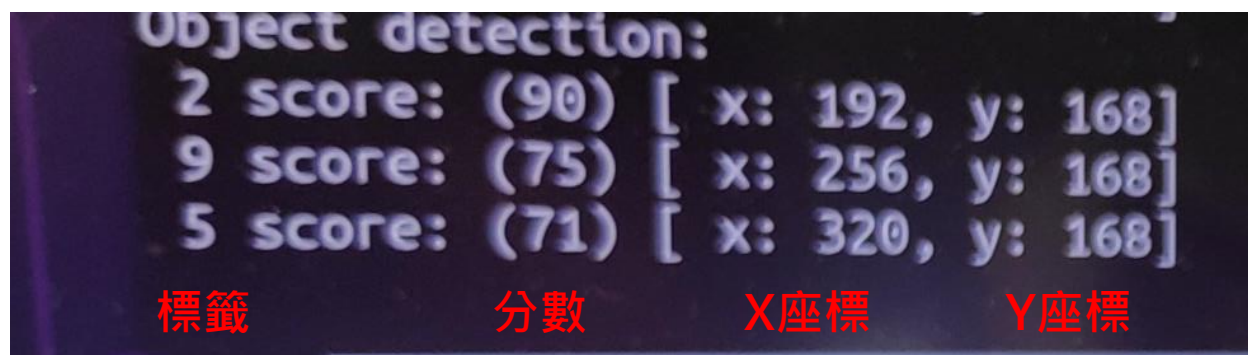 Object detection:
2 score: (90) [ x: 192, y: 168]
9 score: (75) [ x: 256, y: 168]
5 score: (71) [ x: 320, y: 168]
標籤 分數 X座標 Y座標